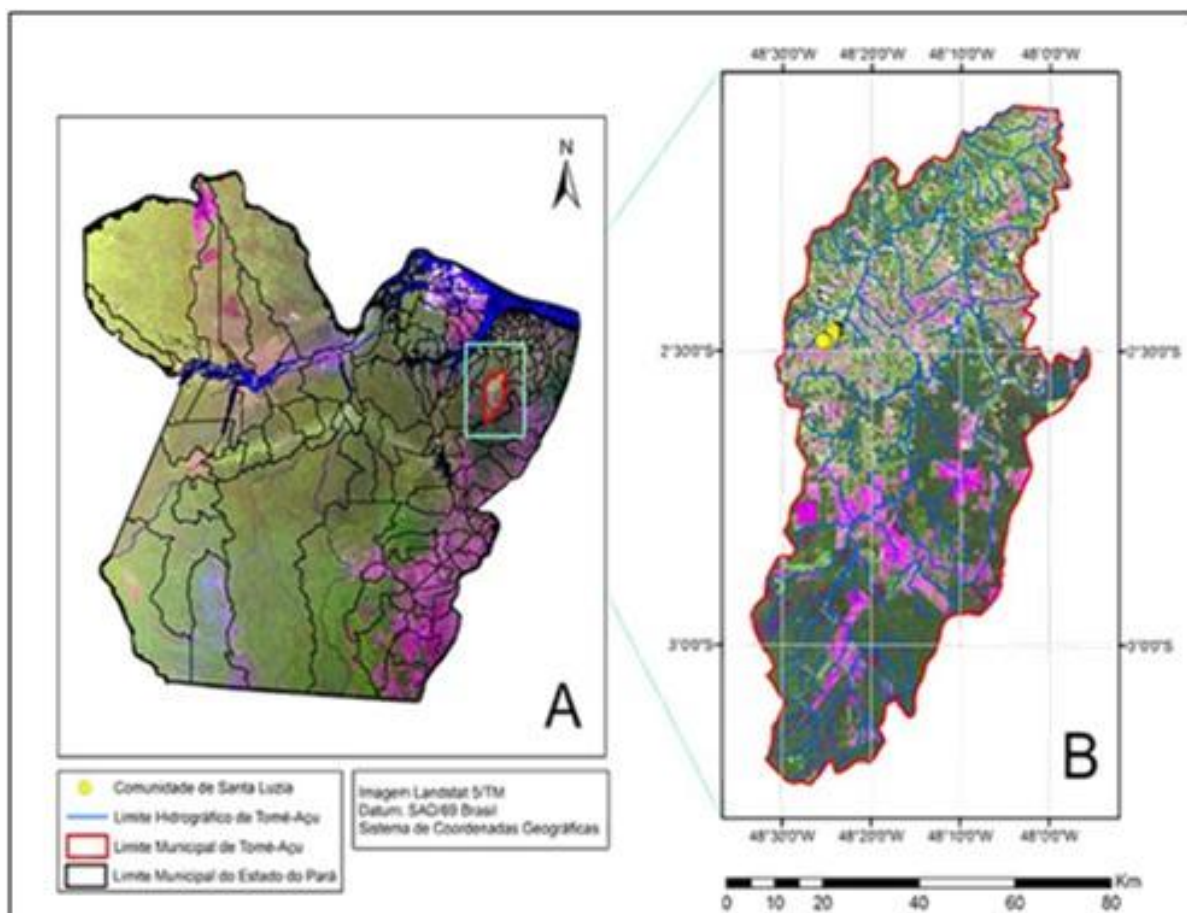 48°30'0"W 48°20'0"W 48°10'0"W 48°0'0"W
N
2°30'0"S 2°30'0"S
3°0'0"S 3°0'0"S
A
B
48°30'0"W 48°20'0"W 48°10'0"W 48°0'0"W
Comunidade de Santa Luzia
Limite Hidrográfico de Tomé-Açu
Limite Municipal de Tomé-Açu
Limite Municipal do Estado do Pará
Imagem Landstat 5/TM
Datum: SAD/69 Brasil
Sistema de Coordenadas Geográficas
Km
0 10 20 40 60 80